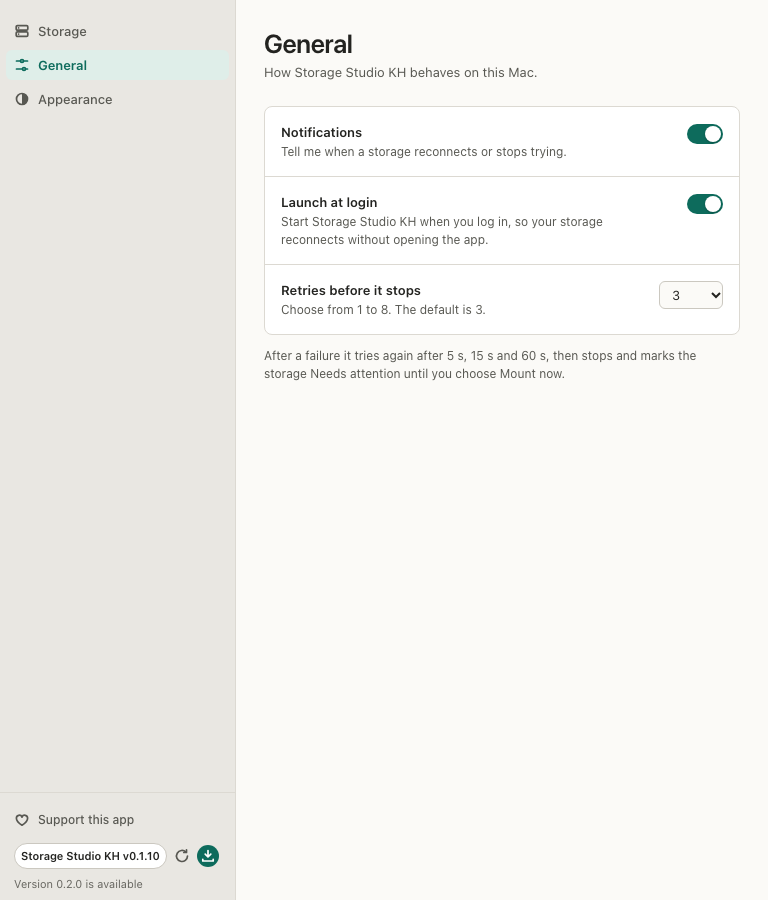 Storage
General
Appearance
General
How Storage Studio KH behaves on this Mac.
Notifications
Tell me when a storage reconnects or stops trying.
Launch at login
Start Storage Studio KH when you log in, so your storage
reconnects without opening the app.
Retries before it stops
Choose from 1 to 8. The default is 3.
3
After a failure it tries again after 5 s, 15 s and 60 s, then stops and marks the
storage Needs attention until you choose Mount now.
Support this app
Storage Studio KH v0.1.10
Version 0.2.0 is available